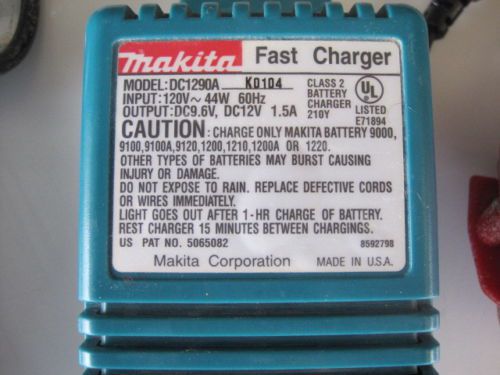 makita Fast Charger
MODEL: DC1290A K0104
INPUT: 120V~ 44W 60Hz
OUTPUT: DC9.6V, DC12V 1.5A
CLASS 2
BATTERY
CHARGER
210Y
UL
LISTED
E71894
CAUTION: CHARGE ONLY MAKITA BATTERY 9000,
9100,9100A,9120,1200,1210,1200A OR 1220.
OTHER TYPES OF BATTERIES MAY BURST CAUSING
INJURY OR DAMAGE.
DO NOT EXPOSE TO RAIN. REPLACE DEFECTIVE CORDS
OR WIRES IMMEDIATELY.
LIGHT GOES OUT AFTER 1-HR CHARGE OF BATTERY.
REST CHARGER 15 MINUTES BETWEEN CHARGINGS.
US PAT NO. 5065082 8592798
Makita Corporation MADE IN U.S.A.